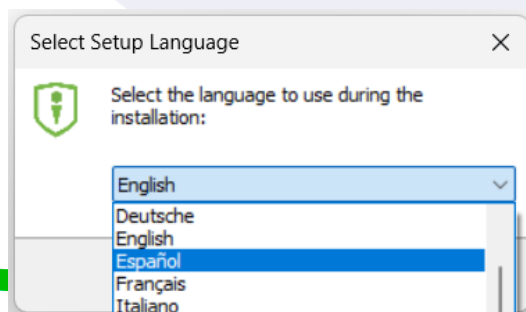 Select Setup Language
Select the language to use during the
installation:
English
Deutsche
English
Español
Français
Italiano